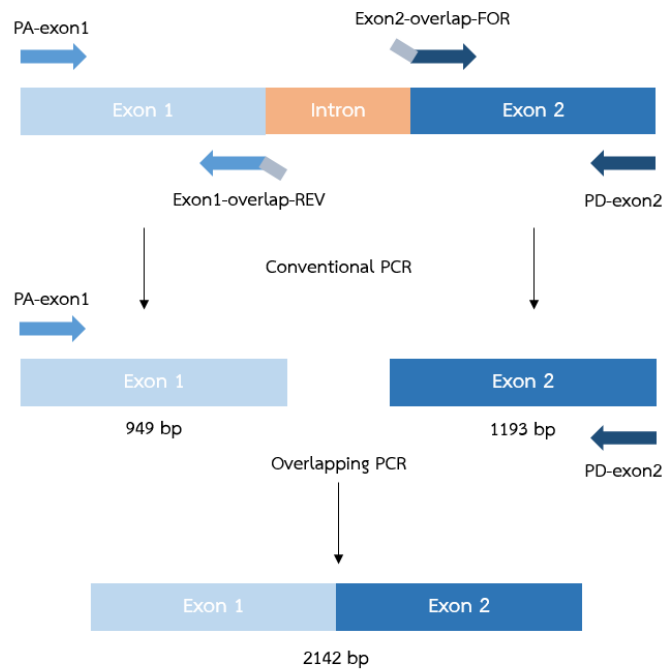 PA-exon1
Exon2-overlap-FOR
Exon 1
Intron
Exon 2
Exon1-overlap-REV
PD-exon2
Conventional PCR
PA-exon1
Exon 1
Exon 2
949 bp
1193 bp
PD-exon2
Overlapping PCR
Exon 1
Exon 2
2142 bp